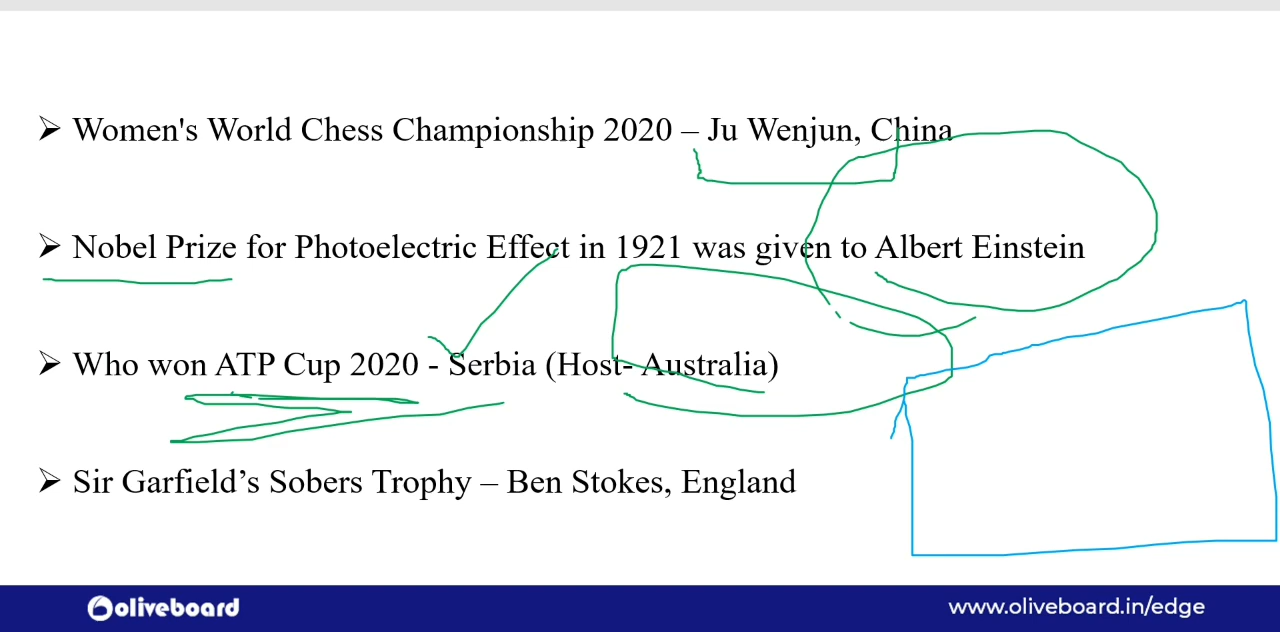 ➤ Women's World Chess Championship 2020 – Ju Wenjun, China
➤ Nobel Prize for Photoelectric Effect in 1921 was given to Albert Einstein
➤ Who won ATP Cup 2020 - Serbia (Host- Australia)
➤ Sir Garfield’s Sobers Trophy – Ben Stokes, England
oliveboard www.oliveboard.in/edge